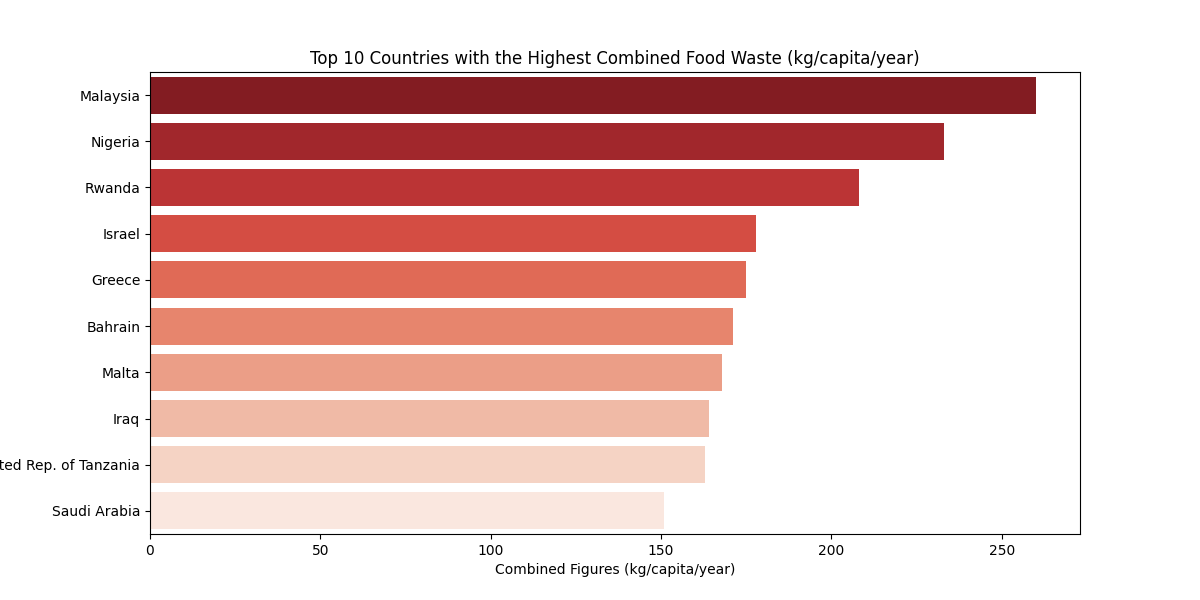 Top 10 Countries with the Highest Combined Food Waste (kg/capita/year)
Malaysia
Nigeria
Rwanda
Israel
Greece
Bahrain
Malta
Iraq
ted Rep. of Tanzania
Saudi Arabia
0 50 100 150 200 250
Combined Figures (kg/capita/year)